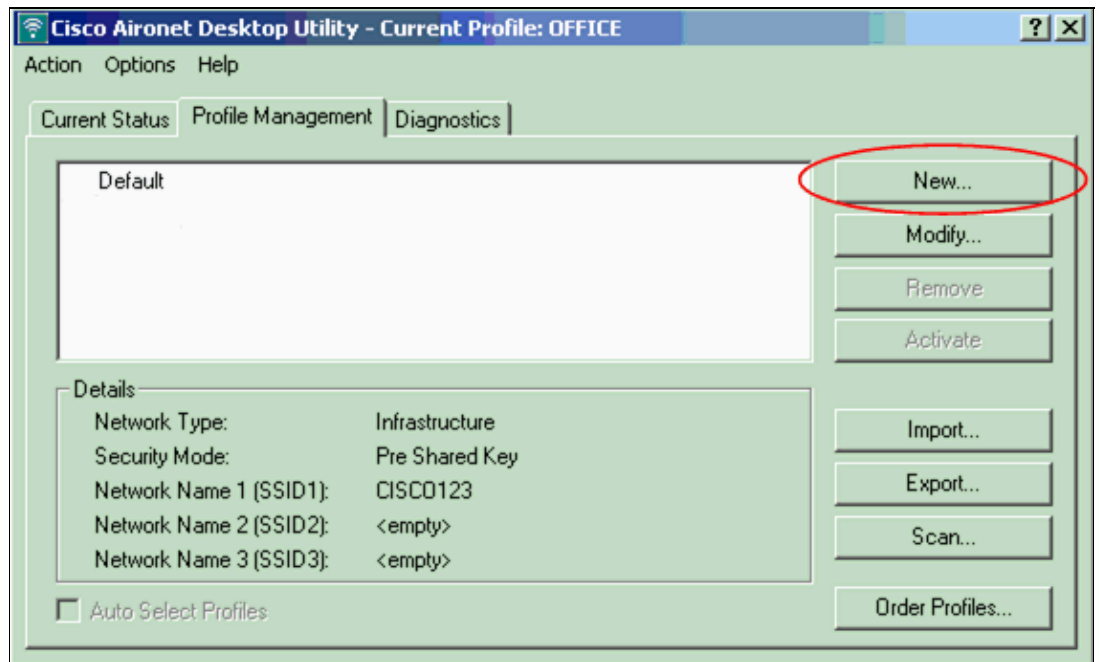 Cisco Aironet Desktop Utility - Current Profile: OFFICE
Action Options Help
Current Status Profile Management Diagnostics
Default
New...
Modify...
Remove
Activate
Details
Network Type: Infrastructure
Security Mode: Pre Shared Key
Network Name 1 (SSID1): CISCO123
Network Name 2 (SSID2): <empty>
Network Name 3 (SSID3): <empty>
Import...
Export...
Scan...
Auto Select Profiles
Order Profiles...